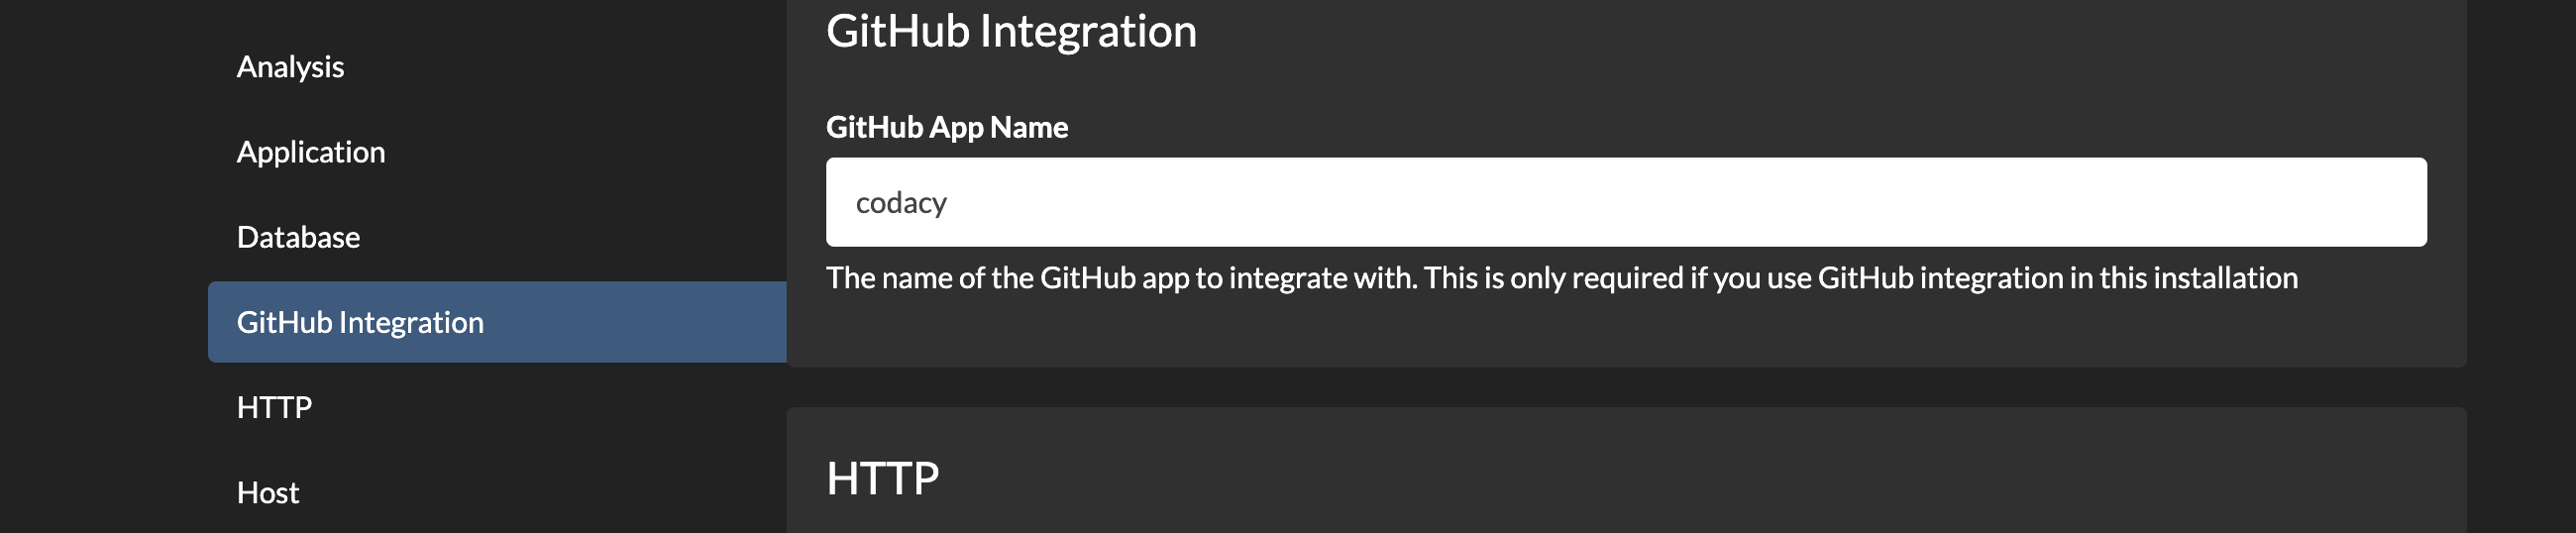 Analysis
Application
Database
GitHub Integration
HTTP
Host
GitHub Integration
GitHub App Name
codacy
The name of the GitHub app to integrate with. This is only required if you use GitHub integration in this installation
HTTP